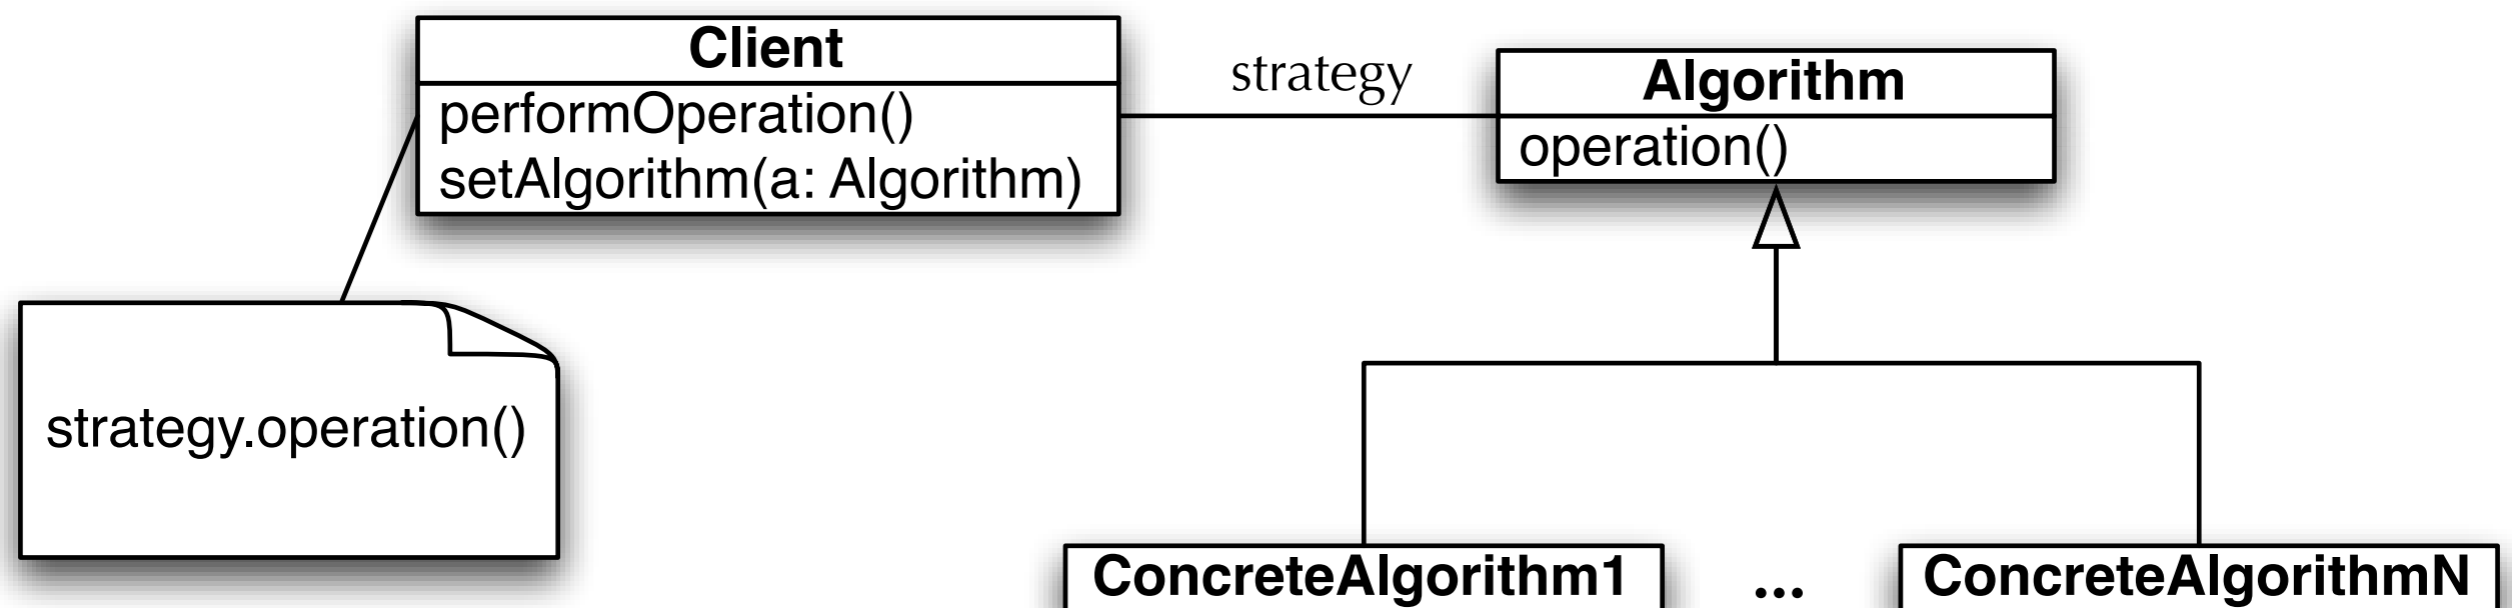 Client
performOperation()
setAlgorithm(a: Algorithm)
strategy
Algorithm
operation()
strategy.operation()
ConcreteAlgorithm1
...
ConcreteAlgorithmN